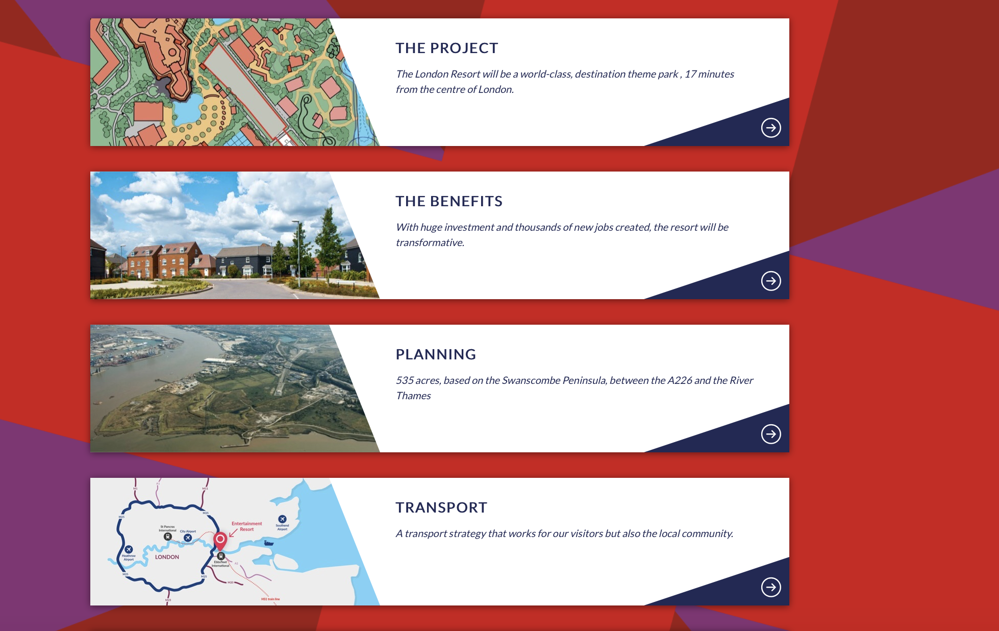 THE PROJECT
The London Resort will be a world-class, destination theme park , 17 minutes
from the centre of London.
THE BENEFITS
With huge investment and thousands of new jobs created, the resort will be
transformative.
PLANNING
535 acres, based on the Swanscombe Peninsula, between the A226 and the River
Thames
TRANSPORT
A transport strategy that works for our visitors but also the local community.
A1
M1
M11
M25
M25
St Pancras
International
City Airport
Entertainment
Resort
Southend
Airport
Heathrow
Airport
LONDON
Ebbsfleet
International
A2
M25
M25
M20
M23
HS1 train line